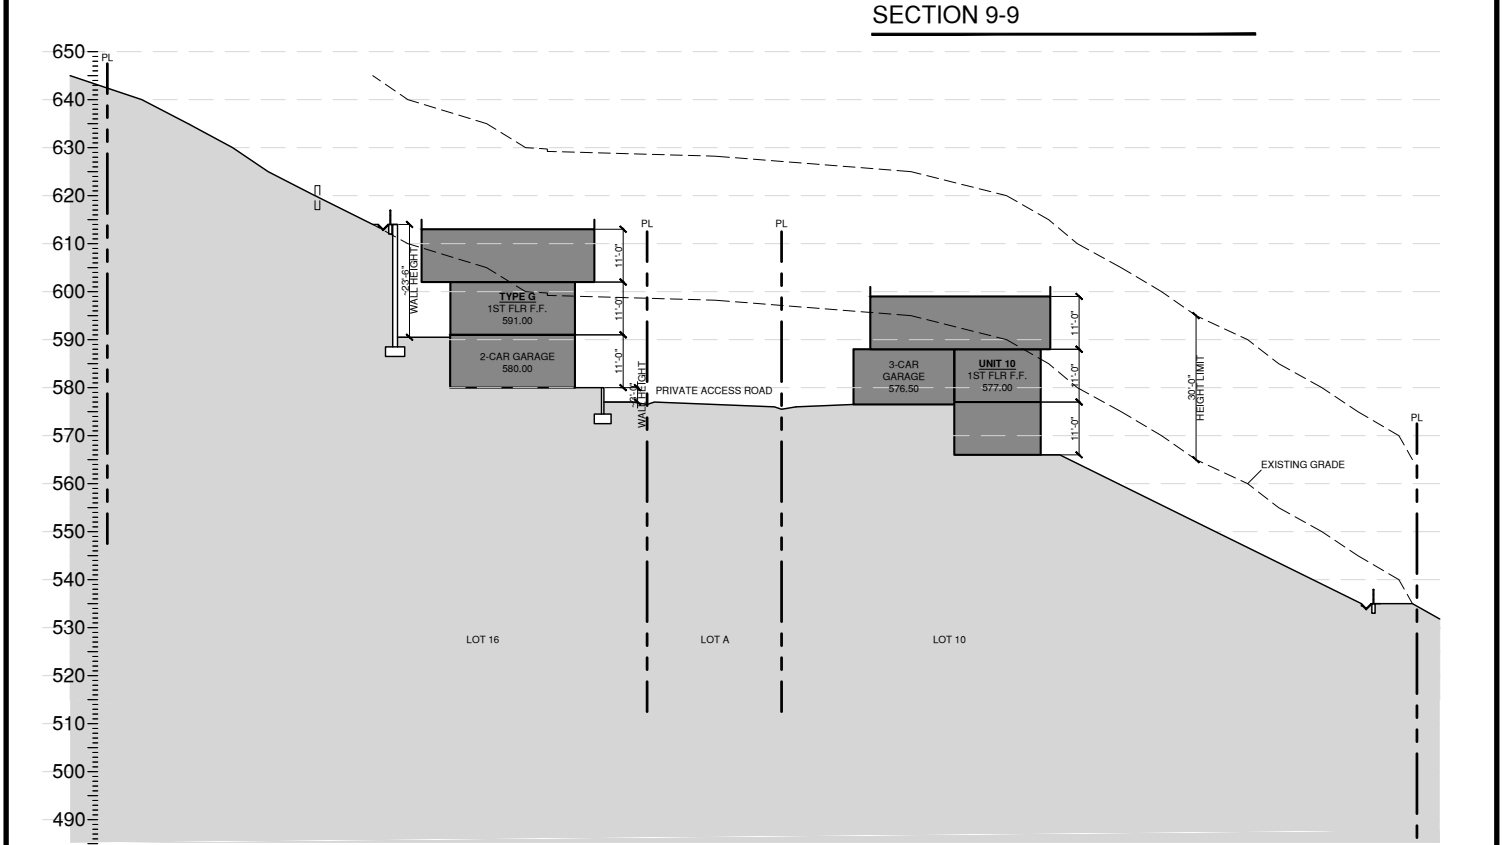 SECTION 9-9
650
640
630
620
610
600
590
580
570
560
550
540
530
520
510
500
490
PL
PL
PL
PL
~23'-6"
WALL HEIGHT
TYPE G
1ST FLR F.F.
591.00
2-CAR GARAGE
580.00
11'-0"
11'-0"
11'-0"
WALL HEIGHT
PRIVATE ACCESS ROAD
3-CAR
GARAGE
576.50
UNIT 10
1ST FLR F.F.
577.00
11'-0"
11'-0"
11'-0"
30'-0"
HEIGHT LIMIT
EXISTING GRADE
LOT 16
LOT A
LOT 10